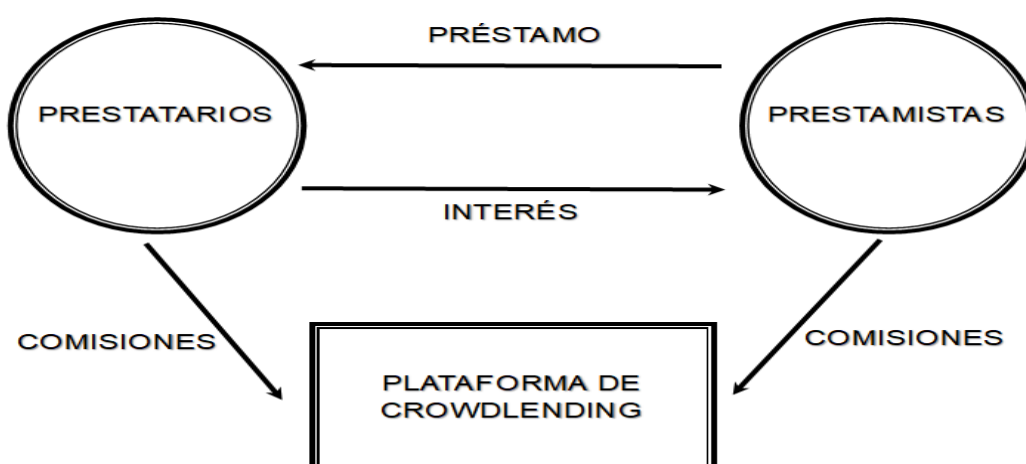 PRÉSTAMO
PRESTATARIOS
PRESTAMISTAS
INTERÉS
COMISIONES
COMISIONES
PLATAFORMA DE
CROWDLENDING